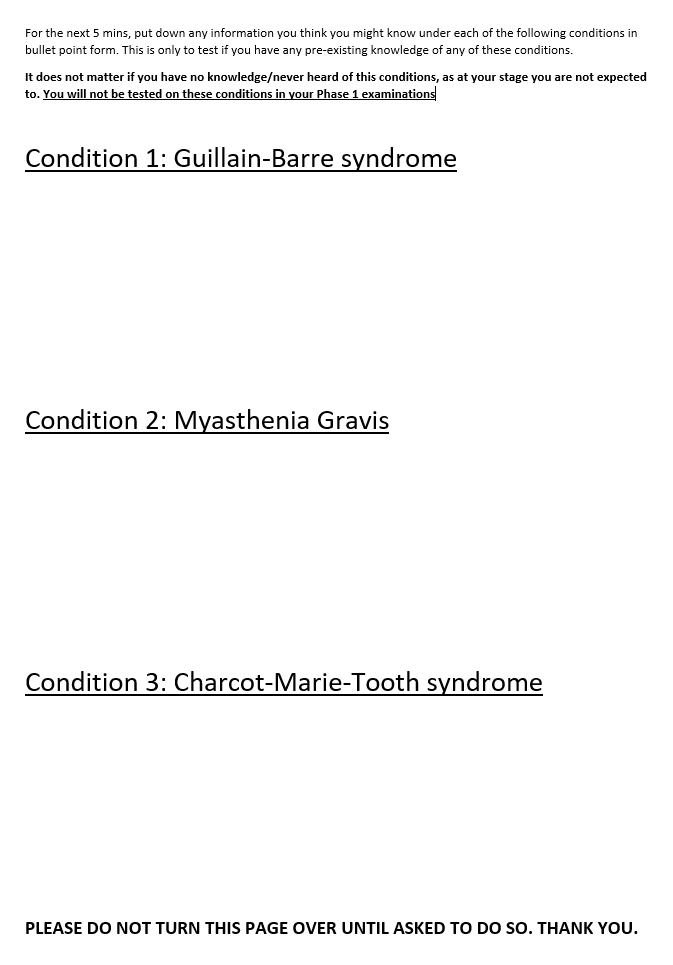 For the next 5 mins, put down any information you think you might know under each of the following conditions in
bullet point form. This is only to test if you have any pre-existing knowledge of any of these conditions.
It does not matter if you have no knowledge/never heard of this conditions, as at your stage you are not expected
to. You will not be tested on these conditions in your Phase 1 examinations
Condition 1: Guillain-Barre syndrome
Condition 2: Myasthenia Gravis
Condition 3: Charcot-Marie-Tooth syndrome
PLEASE DO NOT TURN THIS PAGE OVER UNTIL ASKED TO DO SO. THANK YOU.